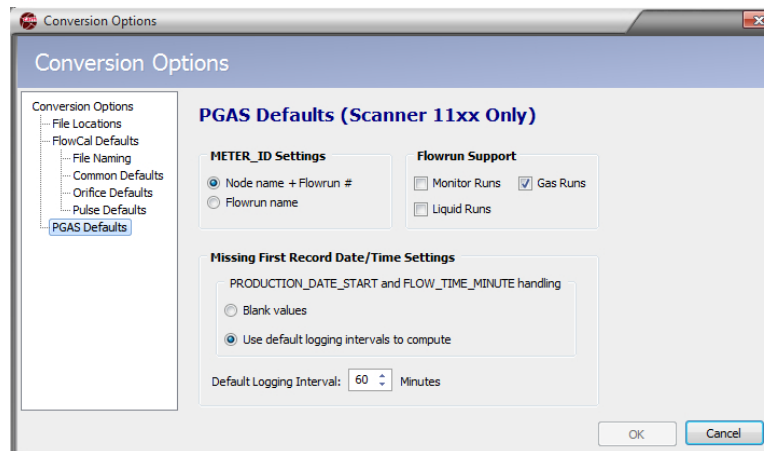 Conversion Options
Conversion Options
Conversion Options
File Locations
FlowCal Defaults
File Naming
Common Defaults
Orifice Defaults
Pulse Defaults
PGAS Defaults
PGAS Defaults (Scanner 11xx Only)
METER_ID Settings
Node name + Flowrun #
Flowrun name
Flowrun Support
Monitor Runs
Gas Runs
Liquid Runs
Missing First Record Date/Time Settings
PRODUCTION_DATE_START and FLOW_TIME_MINUTE handling
Blank values
Use default logging intervals to compute
Default Logging Interval: 60 Minutes
OK Cancel